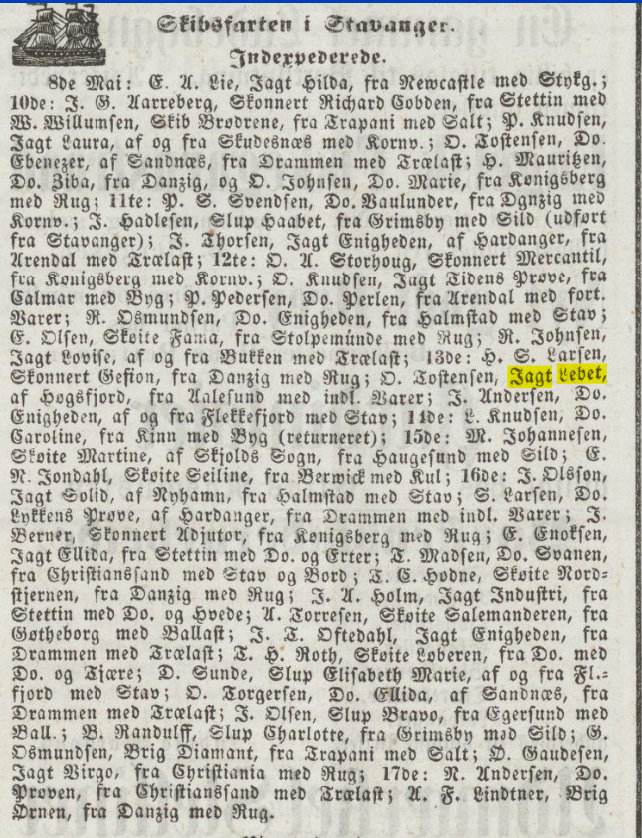 Skibsfarten i Stavanger.
Indexpederede.
8de Mai: E. A. Lie, Jagt Hilda, fra Newcastle med Stykg.;
10de: J. G. Aarreberg, Skonnert Richard Cobden, fra Stettin med
W. Willumsen, Skib Brødrene, fra Trapani med Salt; P. Knudsen,
Jagt Laura, af og fra Skudesnæs med Kornv.; O. Tostensen, Do.
Ebenezer, af Sandnæs, fra Drammen med Trælast; H. Mauritzen,
Do. Ziba, fra Danzig, og O. Johnsen, Do. Marie, fra Kønigsberg
med Rug; 11te: P. S. Svendsen, Do. Vaulunder, fra Dgnzig med
Kornv.; J. Hadlesen, Slup Haabet, fra Grimsby med Sild (udført
fra Stavanger); J. Thorsen, Jagt Enigheden, af Hardanger, fra
Arendal med Trælast; 12te: O. A. Storhoug, Skonnert Mercantil,
fra Kønigsberg med Kornv.; O. Knudsen, Jagt Tidens Prøve, fra
Calmar med Byg; P. Pedersen, Do. Perlen, fra Arendal med fort.
Varer; R. Osmundsen, Do. Enigheden, fra Halmstad med Stav;
E. Olsen, Skøite Fama, fra Stolpemünde med Rug; R. Johnsen,
Jagt Lovise, af og fra Bukken med Trælast; 13de: H. S. Larsen,
Skonnert Gefion, fra Danzig med Rug; O. Tostensen, Jagt Lebet,
af Høgsfjord, fra Aalesund med indl. Varer; J. Andersen, Do.
Enigheden, af og fra Flekkefjord med Stav; 14de: L. Knudsen, Do.
Caroline, fra Kinn med Byg (returneret); 15de: M. Johannesen,
Skøite Martine, af Skjolds Sogn, fra Haugesund med Sild; E.
N. Jondahl, Skøite Seiline, fra Berwick med Kul; 16de: J. Olsson,
Jagt Solid, af Nyhamn, fra Halmstad med Stav; S. Larsen, Do.
Lykkens Prøve, af Hardanger, fra Drammen med indl. Varer; J.
Berner, Skonnert Adjutor, fra Kønigsberg med Rug; E. Enoksen,
Jagt Ellida, fra Stettin med Do. og Erter; T. Madsen, Do. Svanen,
fra Christianssand med Stav og Bord; T. C. Hodne, Skøite Nord-
stjernen, fra Danzig med Rug; J. A. Holm, Jagt Industri, fra
Stettin med Do. og Hvede; A. Torresen, Skøite Salemanderen, fra
Gøtheborg med Ballast; J. T. Oftedahl, Jagt Enigheden, fra
Drammen med Trælast; T. H. Roth, Skøite Løberen, fra Do. med
Do. og Tjære; D. Sunde, Slup Elisabeth Marie, af og fra Fl.-
fjord med Stav; O. Torgersen, Do. Ellida, af Sandnæs, fra
Drammen med Trælast; J. Olsen, Slup Bravo, fra Egersund med
Ball.; B. Randulff, Slup Charlotte, fra Grimsby med Sild; G.
Osmundsen, Brig Diamant, fra Trapani med Salt; O. Gaudesen,
Jagt Virgo, fra Christiania med Rug; 17de: N. Andersen, Do.
Prøven, fra Christianssand med Trælast; A. F. Lindtner, Brig
Ørnen, fra Danzig med Rug.